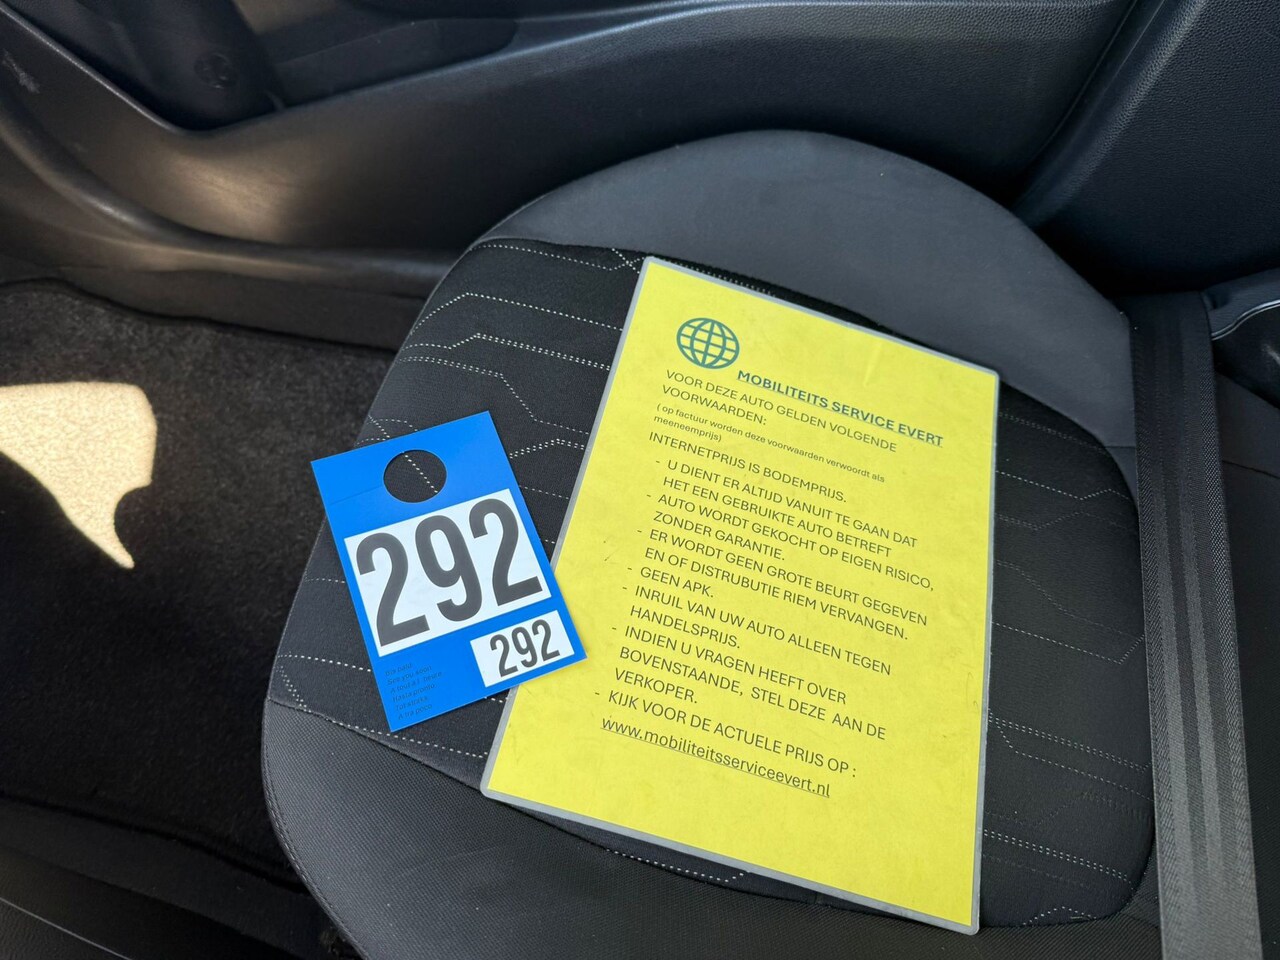 MOBILITEITS SERVICE EVERT
VOOR DEZE AUTO GELDEN VOLGENDE
VOORWAARDEN:
( op factuur worden deze voorwaarden verwoordt als
meeneemprijs)
INTERNETPRIJS IS BODEMPRIJS.
- U DIENT ER ALTIJD VANUIT TE GAAN DAT
HET EEN GEBRUIKTE AUTO BETREFT
- AUTO WORDT GEKOCHT OP EIGEN RISICO,
ZONDER GARANTIE.
- ER WORDT GEEN GROTE BEURT GEGEVEN
EN OF DISTRUBUTIE RIEM VERVANGEN.
- GEEN APK.
- INRUIL VAN UW AUTO ALLEEN TEGEN
HANDELSPRIJS.
- INDIEN U VRAGEN HEEFT OVER
BOVENSTAANDE, STEL DEZE AAN DE
VERKOPER.
- KIJK VOOR DE ACTUELE PRIJS OP :
www.mobiliteitsserviceevert.nl
292
292